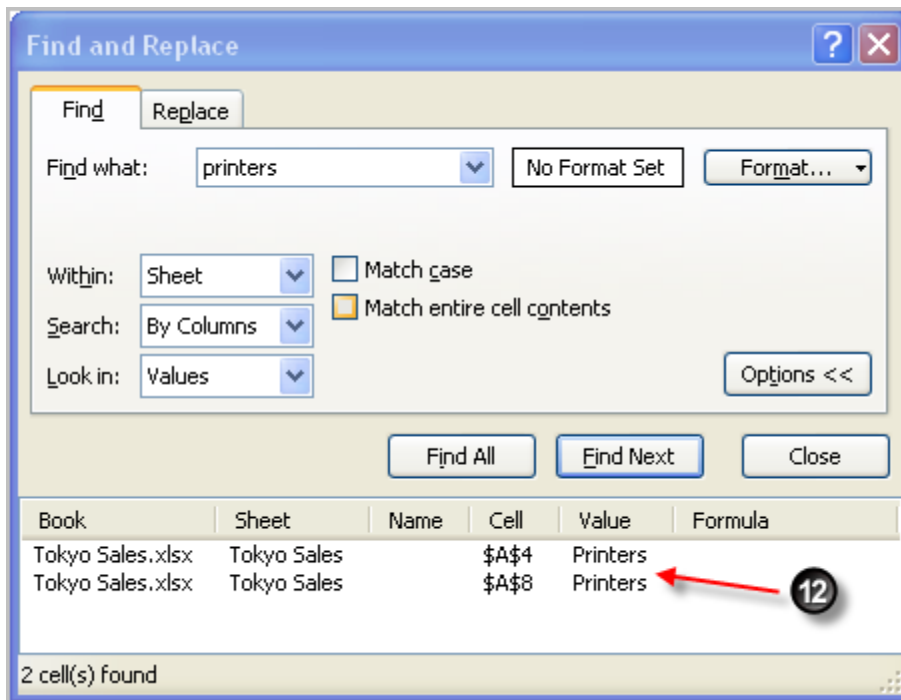 Find and Replace
Find Replace
Find what: printers No Format Set Format...
Within: Sheet Match case
Search: By Columns Match entire cell contents
Look in: Values Options <<
Find All Find Next Close
Book Sheet Name Cell Value Formula
Tokyo Sales.xlsx Tokyo Sales $A$4 Printers
Tokyo Sales.xlsx Tokyo Sales $A$8 Printers
12
2 cell(s) found